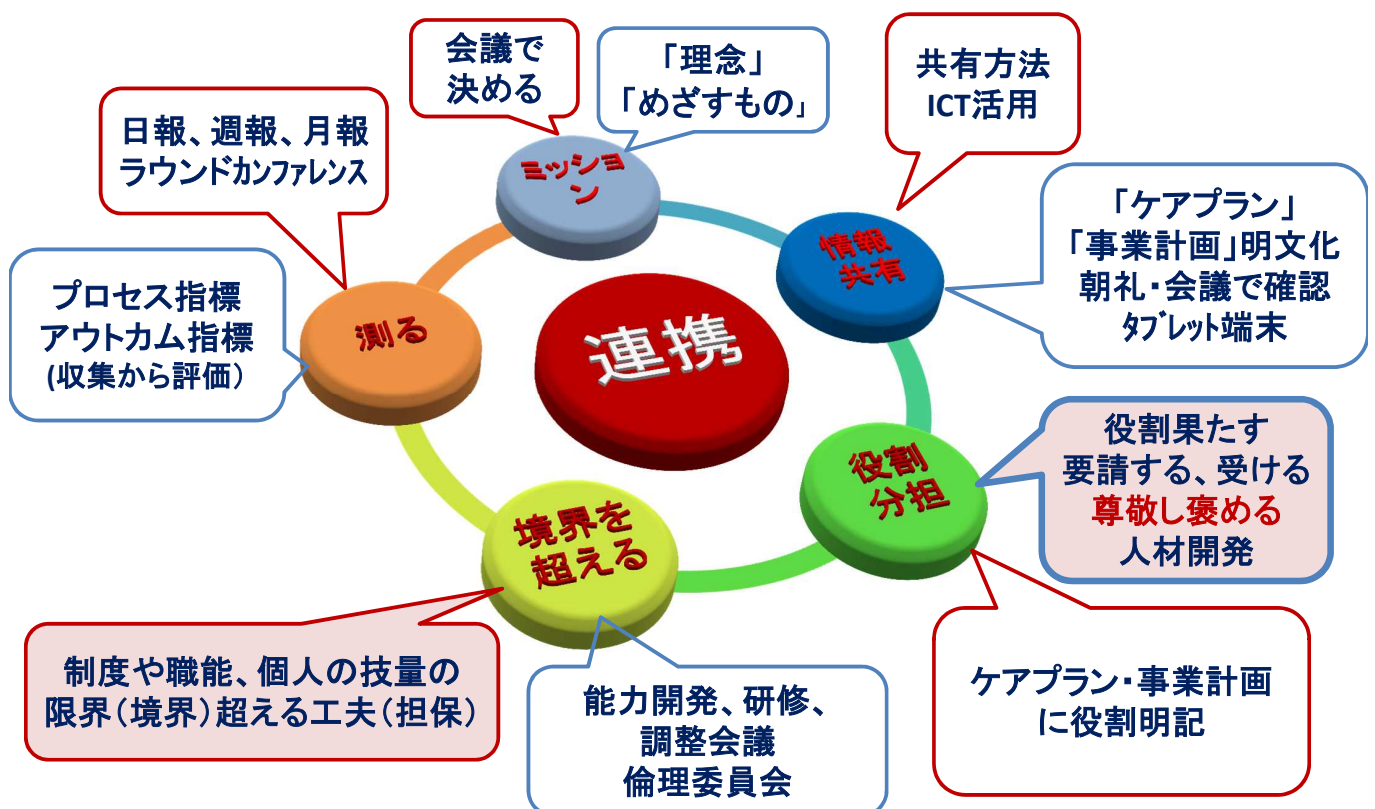 会議で
決める
「理念」
「めざすもの」
共有方法
ICT活用
日報、週報、月報
ラウンドカンファレンス
ミッショ
ン
情報
共有
「ケアプラン」
「事業計画」明文化
朝礼・会議で確認
タブレット端末
プロセス指標
アウトカム指標
(収集から評価)
測る
連携
役割
分担
役割果たす
要請する、受ける
尊敬し褒める
人材開発
境界を
超える
制度や職能、個人の技量の
限界(境界)超える工夫(担保)
能力開発、研修、
調整会議
倫理委員会
ケアプラン・事業計画
に役割明記